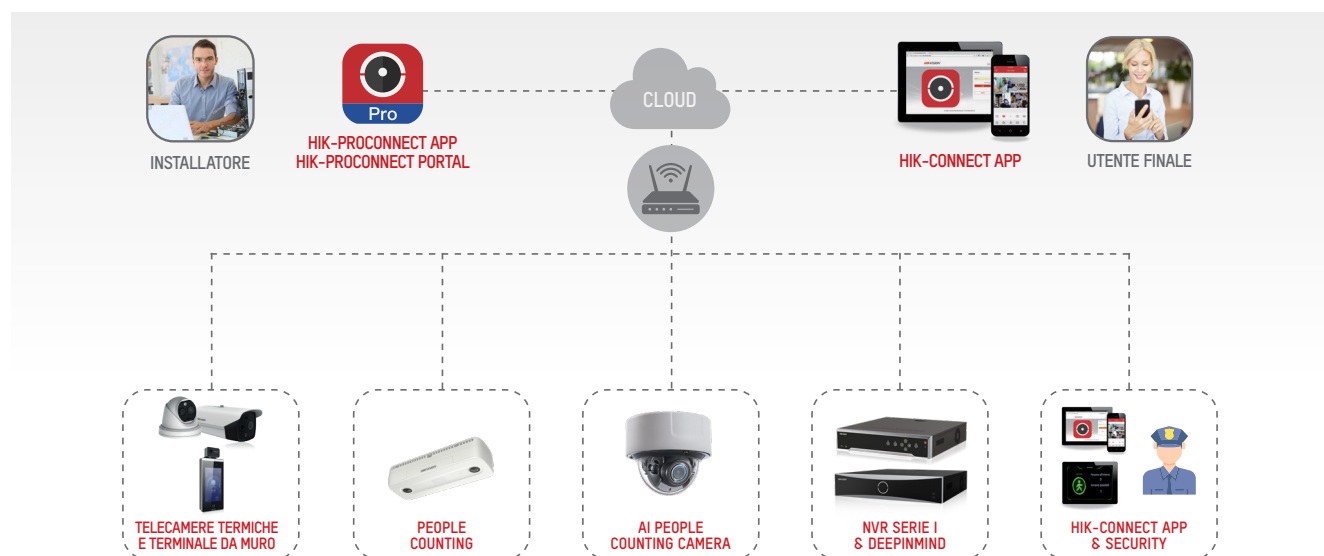 CLOUD
Pro
HIK-PROCONNECT APP
HIK-PROCONNECT PORTAL
INSTALLATORE
HIK-CONNECT APP
UTENTE FINALE
TELECAMERE TERMICHE
E TERMINALE DA MURO
PEOPLE
COUNTING
AI PEOPLE
COUNTING CAMERA
NVR SERIE I
& DEEPINMIND
HIK-CONNECT APP
& SECURITY